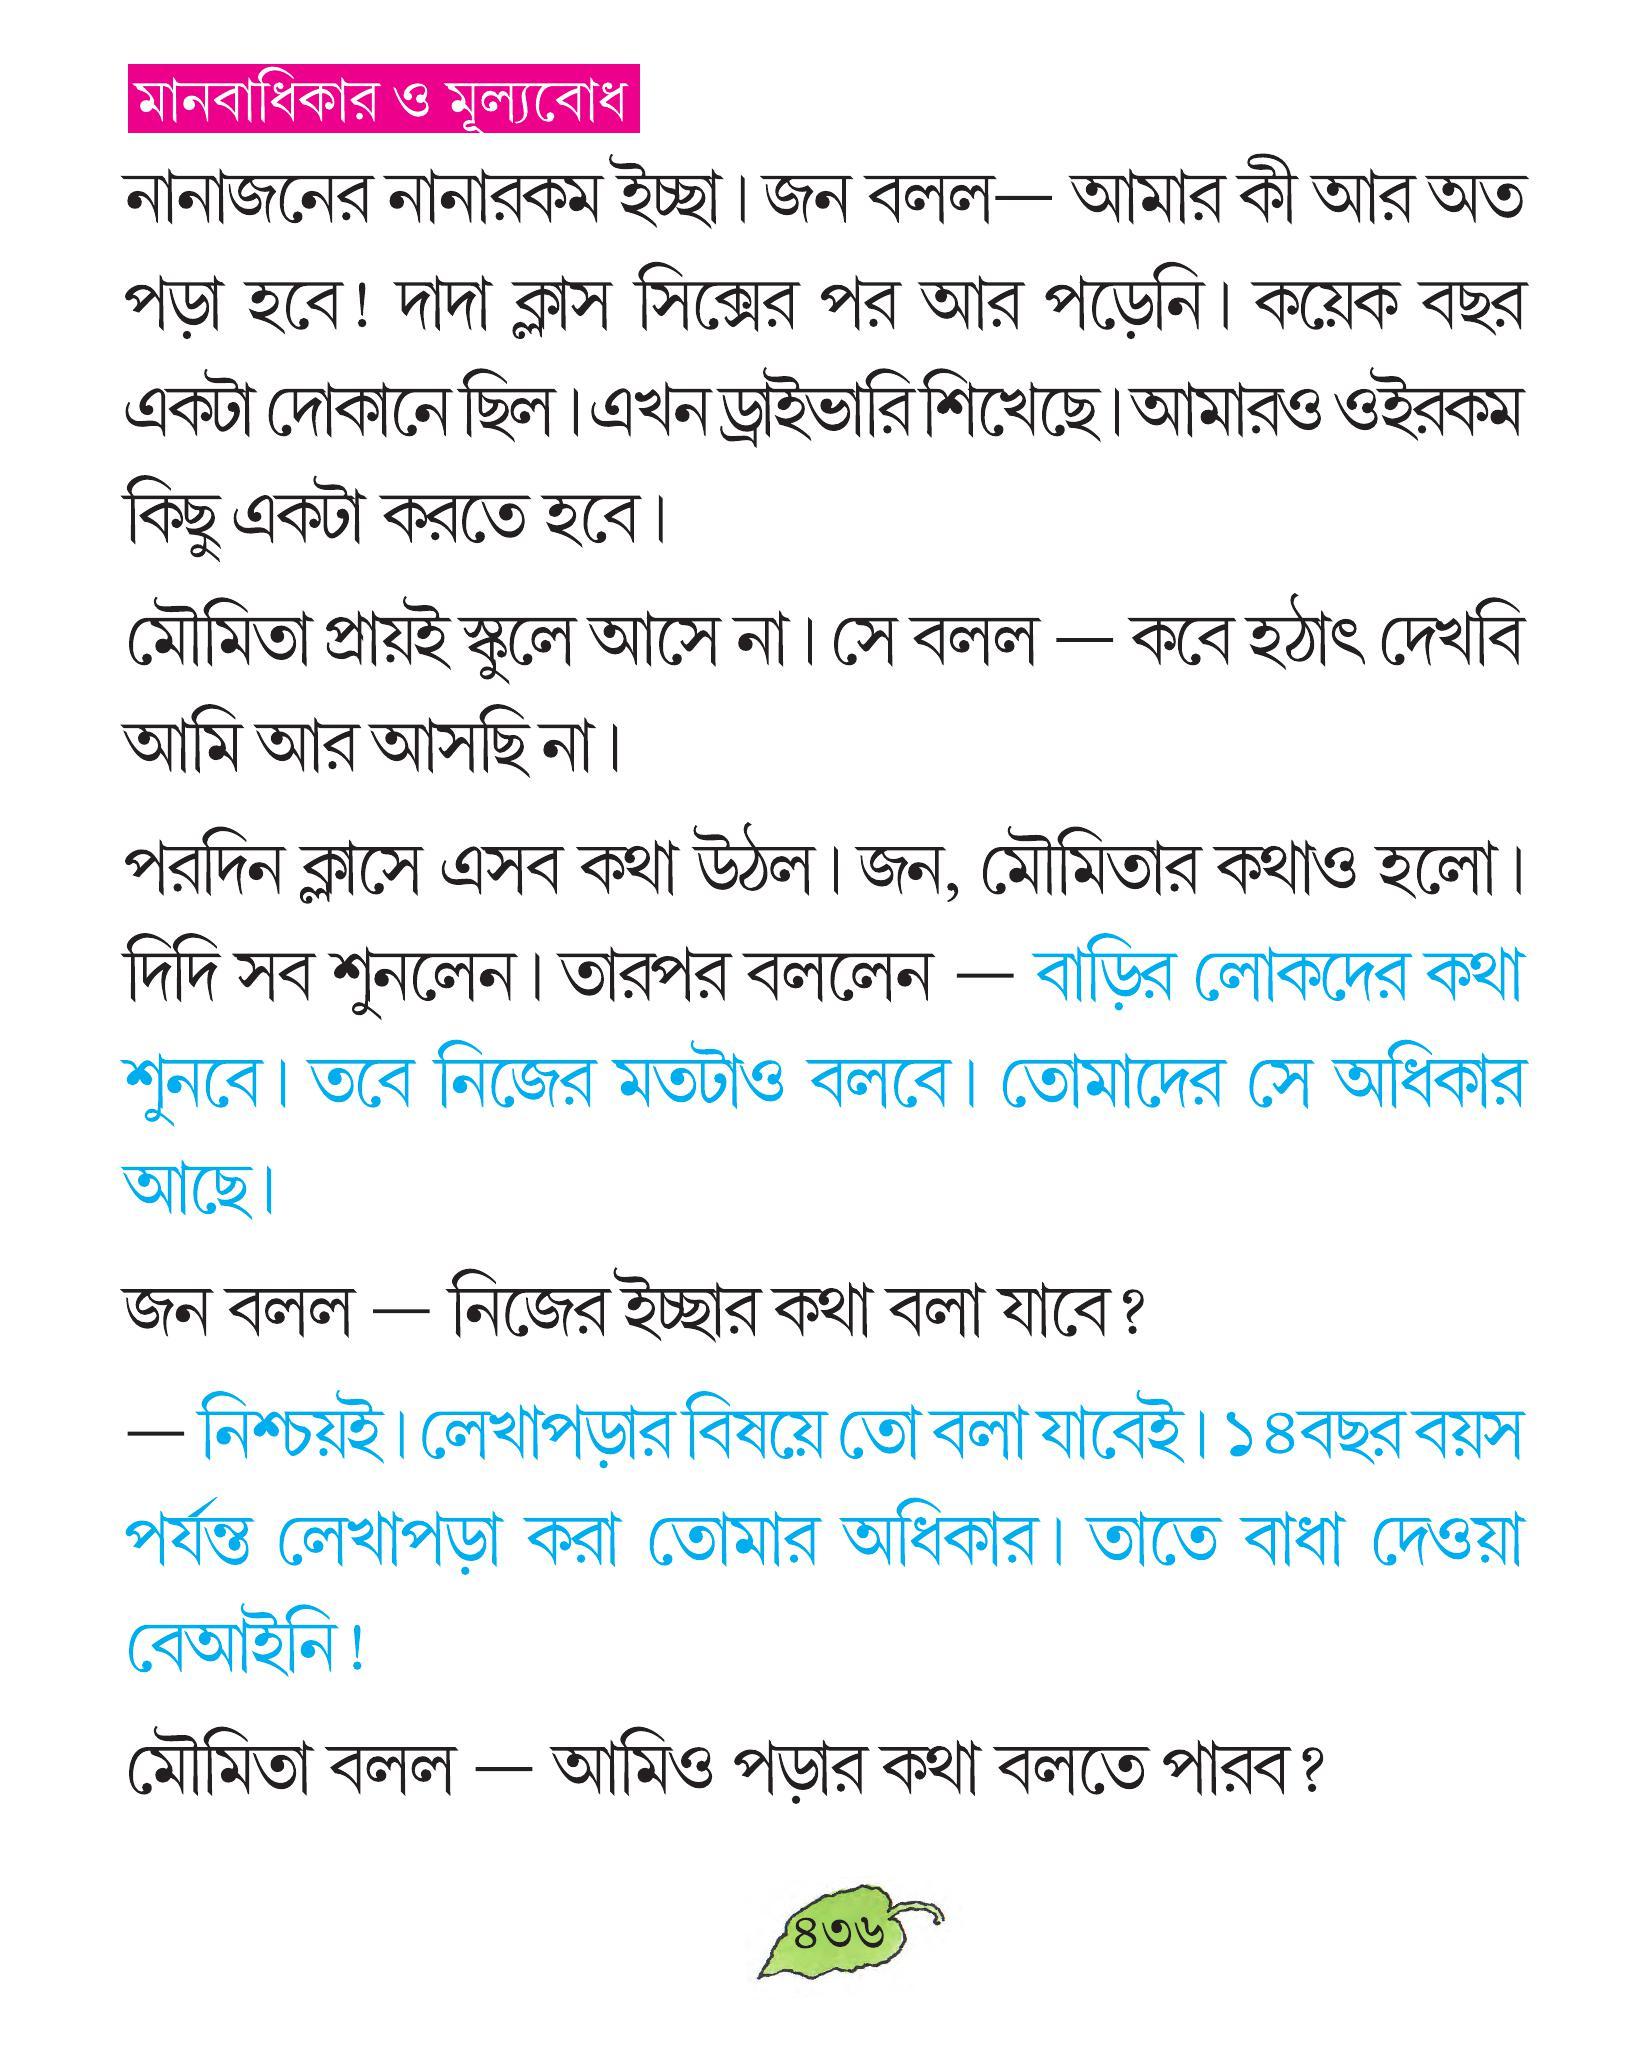 মানবাধিকার ও মূল্যবোধ
নানাজনের নানারকম ইচ্ছা। জন বলল— আমার কী আর অত
পড়া হবে! দাদা ক্লাস সিক্সের পর আর পড়েনি। কয়েক বছর
একটা দোকানে ছিল। এখন ড্রাইভারি শিখেছে। আমারও ওইরকম
কিছু একটা করতে হবে।
মৌমিতা প্রায়ই স্কুলে আসে না। সে বলল — কবে হঠাৎ দেখবি
আমি আর আসছি না।
পরদিন ক্লাসে এসব কথা উঠল। জন, মৌমিতার কথাও হলো।
দিদি সব শুনলেন। তারপর বললেন — বাড়ির লোকদের কথা
শুনবে। তবে নিজের মতটাও বলবে। তোমাদের সে অধিকার
আছে।
জন বলল — নিজের ইচ্ছার কথা বলা যাবে?
— নিশ্চয়ই। লেখাপড়ার বিষয়ে তো বলা যাবেই। ১৪বছর বয়স
পর্যন্ত লেখাপড়া করা তোমার অধিকার। তাতে বাধা দেওয়া
বেআইনি!
মৌমিতা বলল — আমিও পড়ার কথা বলতে পারব?
৪৩৬